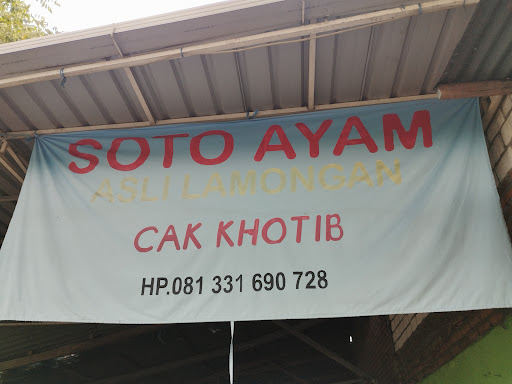 SOTO AYAM
ASLI LAMONGAN
CAK KHOTIB
HP.081 331 690 728